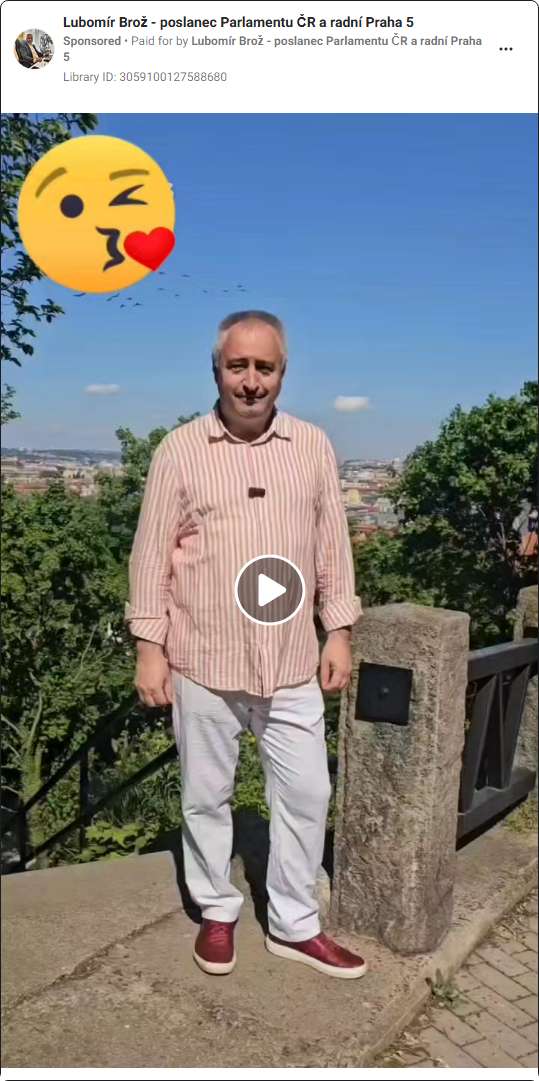 Lubomír Brož - poslanec Parlamentu ČR a radní Praha 5
Sponsored • Paid for by Lubomír Brož - poslanec Parlamentu ČR a radní Praha
5
Library ID: 3059100127588680